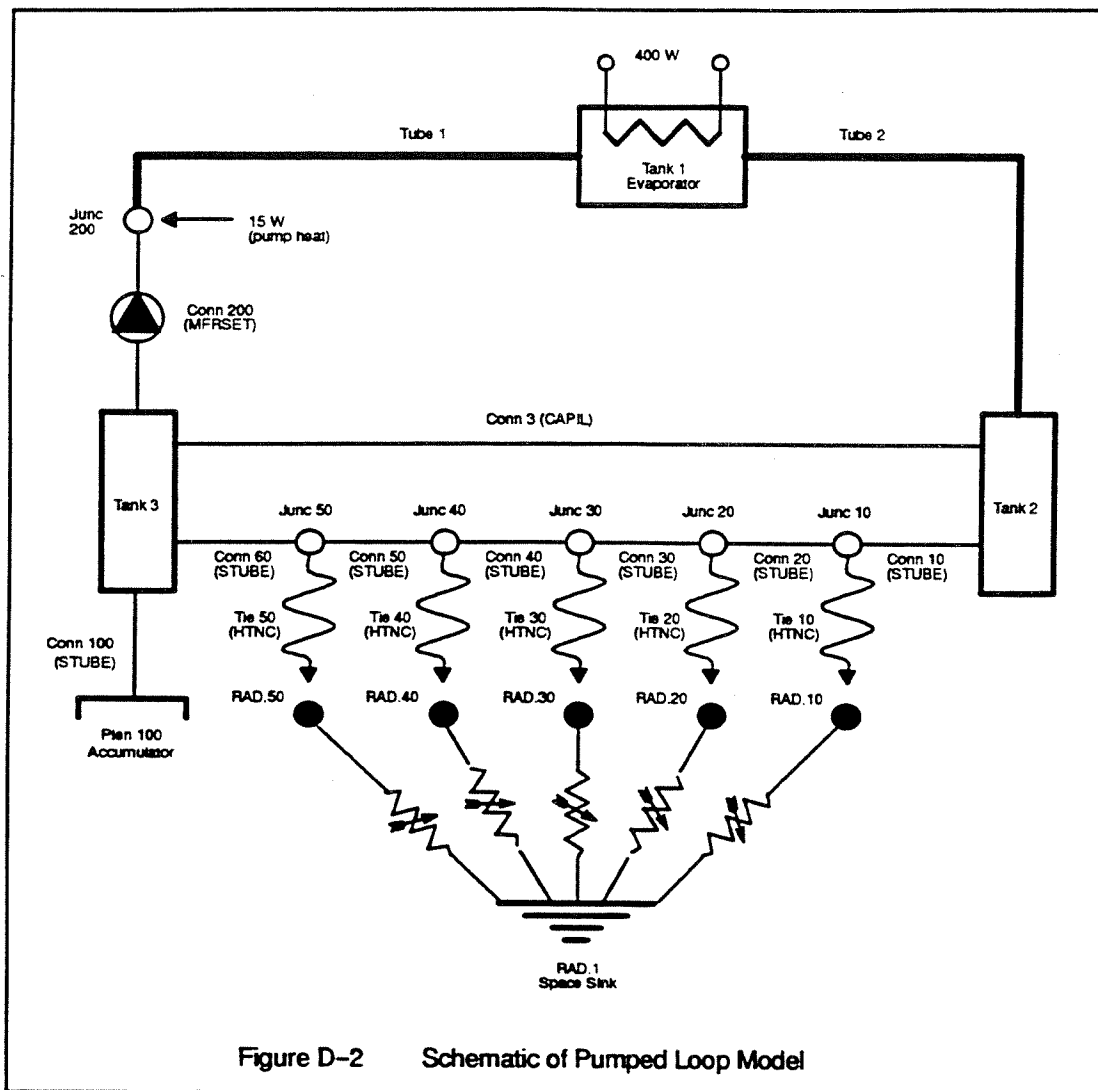 400 W
Tube 1
Tube 2
Tank 1
Evaporator
Junc
200
15 W
(pump heat)
Conn 200
(MFRSET)
Conn 3 (CAPIL)
Tank 3
Tank 2
Junc 50
Junc 40
Junc 30
Junc 20
Junc 10
Conn 60
(STUBE)
Conn 50
(STUBE)
Conn 40
(STUBE)
Conn 30
(STUBE)
Conn 20
(STUBE)
Conn 10
(STUBE)
Tie 50
(HTNC)
Tie 40
(HTNC)
Tie 30
(HTNC)
Tie 20
(HTNC)
Tie 10
(HTNC)
Conn 100
(STUBE)
RAD.50
RAD.40
RAD.30
RAD.20
RAD.10
Plen 100
Accumulator
RAD.1
Space Sink
Figure D-2 Schematic of Pumped Loop Model